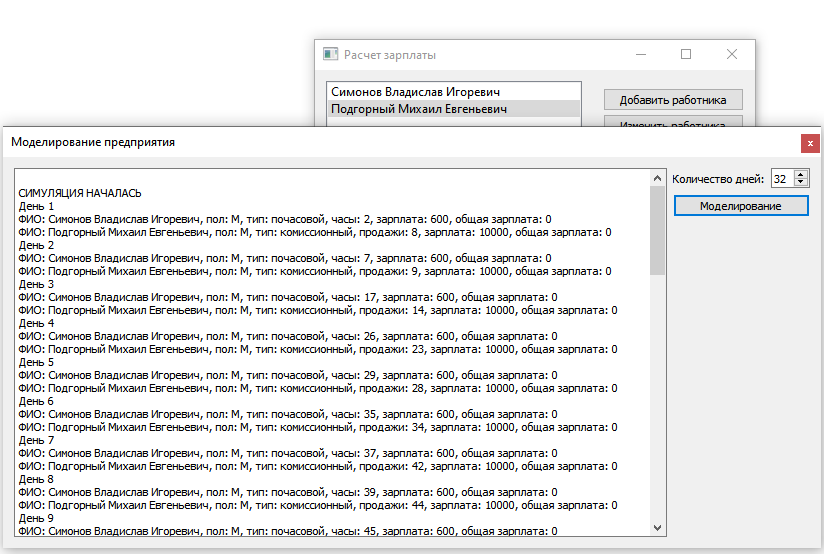 Расчет зарплаты
Симонов Владислав Игоревич
Подгорный Михаил Евгеньевич
Добавить работника
Изменить работника
Моделирование предприятия
x
СИМУЛЯЦИЯ НАЧАЛАСЬ
День 1
ФИО: Симонов Владислав Игоревич, пол: М, тип: почасовой, часы: 2, зарплата: 600, общая зарплата: 0
ФИО: Подгорный Михаил Евгеньевич, пол: М, тип: комиссионный, продажи: 8, зарплата: 10000, общая зарплата: 0
День 2
ФИО: Симонов Владислав Игоревич, пол: М, тип: почасовой, часы: 7, зарплата: 600, общая зарплата: 0
ФИО: Подгорный Михаил Евгеньевич, пол: М, тип: комиссионный, продажи: 9, зарплата: 10000, общая зарплата: 0
День 3
ФИО: Симонов Владислав Игоревич, пол: М, тип: почасовой, часы: 17, зарплата: 600, общая зарплата: 0
ФИО: Подгорный Михаил Евгеньевич, пол: М, тип: комиссионный, продажи: 14, зарплата: 10000, общая зарплата: 0
День 4
ФИО: Симонов Владислав Игоревич, пол: М, тип: почасовой, часы: 26, зарплата: 600, общая зарплата: 0
ФИО: Подгорный Михаил Евгеньевич, пол: М, тип: комиссионный, продажи: 23, зарплата: 10000, общая зарплата: 0
День 5
ФИО: Симонов Владислав Игоревич, пол: М, тип: почасовой, часы: 29, зарплата: 600, общая зарплата: 0
ФИО: Подгорный Михаил Евгеньевич, пол: М, тип: комиссионный, продажи: 28, зарплата: 10000, общая зарплата: 0
День 6
ФИО: Симонов Владислав Игоревич, пол: М, тип: почасовой, часы: 35, зарплата: 600, общая зарплата: 0
ФИО: Подгорный Михаил Евгеньевич, пол: М, тип: комиссионный, продажи: 34, зарплата: 10000, общая зарплата: 0
День 7
ФИО: Симонов Владислав Игоревич, пол: М, тип: почасовой, часы: 37, зарплата: 600, общая зарплата: 0
ФИО: Подгорный Михаил Евгеньевич, пол: М, тип: комиссионный, продажи: 42, зарплата: 10000, общая зарплата: 0
День 8
ФИО: Симонов Владислав Игоревич, пол: М, тип: почасовой, часы: 39, зарплата: 600, общая зарплата: 0
ФИО: Подгорный Михаил Евгеньевич, пол: М, тип: комиссионный, продажи: 44, зарплата: 10000, общая зарплата: 0
День 9
ФИО: Симонов Владислав Игоревич, пол: М, тип: почасовой, часы: 45, зарплата: 600, общая зарплата: 0
Количество дней: 32
Моделирование